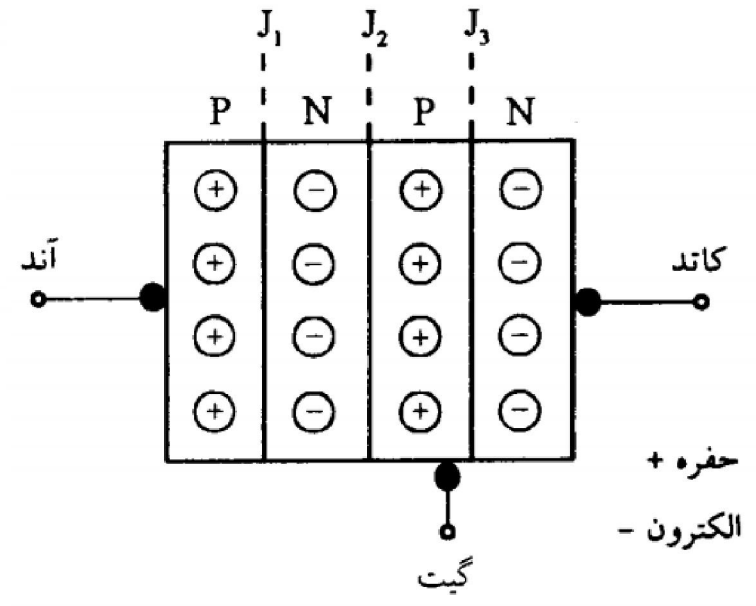 J₁ J₂ J₃
P N P N
+ - + -
آند + - + - کاتد
+ - + -
+ - + -
حفره +
الکترون -
گیت